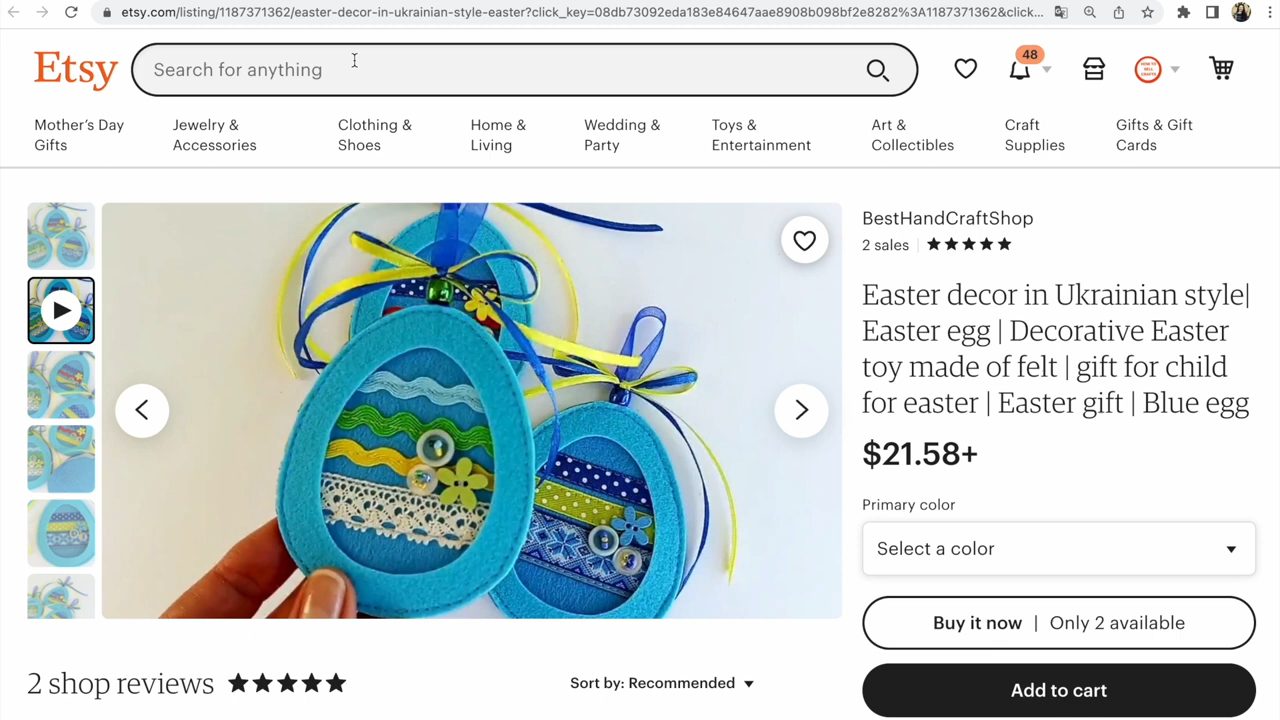 etsy.com/listing/1187371362/easter-decor-in-ukrainian-style-easter?click_key=08db73092eda183e84647aae8908b098bf2e8282%3A1187371362&click...
Etsy
Search for anything
48
Mother's Day Gifts
Jewelry & Accessories
Clothing & Shoes
Home & Living
Wedding & Party
Toys & Entertainment
Art & Collectibles
Craft Supplies
Gifts & Gift Cards
BestHandCraftShop
2 sales
Easter decor in Ukrainian style|
Easter egg | Decorative Easter
toy made of felt | gift for child
for easter | Easter gift | Blue egg
$21.58+
Primary color
Select a color
Buy it now | Only 2 available
Add to cart
2 shop reviews
Sort by: Recommended